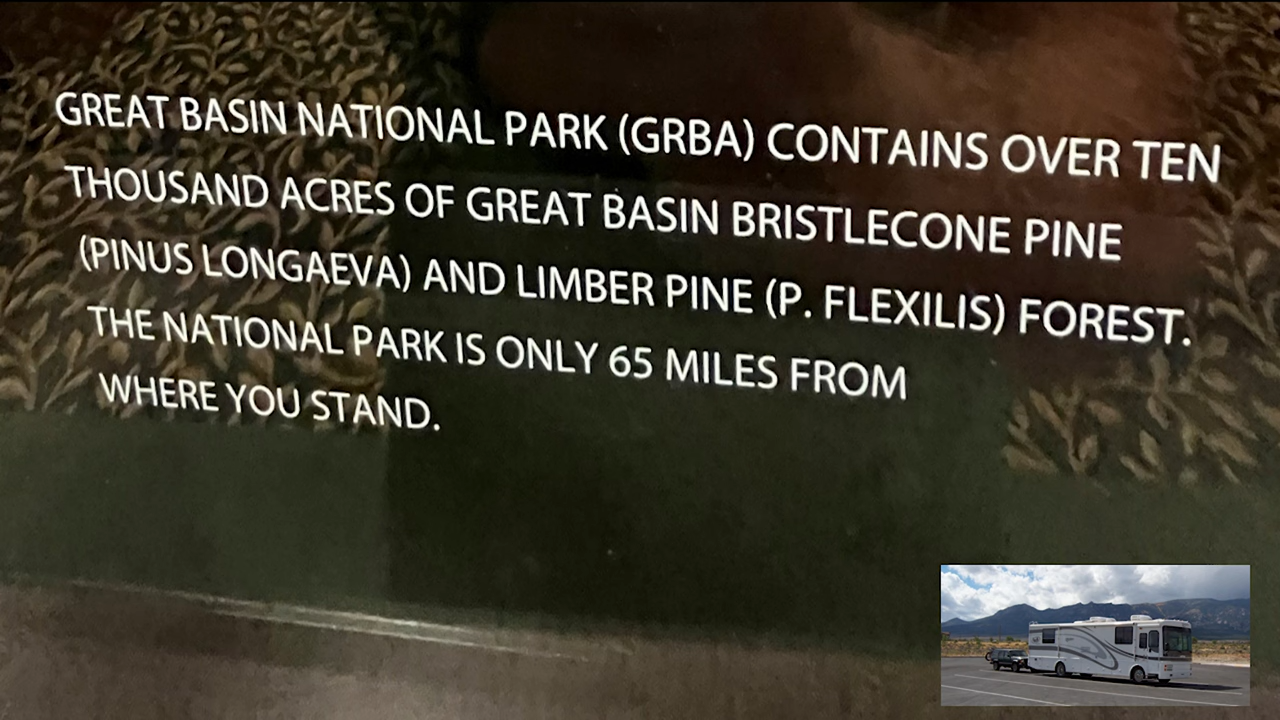 GREAT BASIN NATIONAL PARK (GRBA) CONTAINS OVER TEN
THOUSAND ACRES OF GREAT BASIN BRISTLECONE PINE
(PINUS LONGAEVA) AND LIMBER PINE (P. FLEXILIS) FOREST.
THE NATIONAL PARK IS ONLY 65 MILES FROM
WHERE YOU STAND.